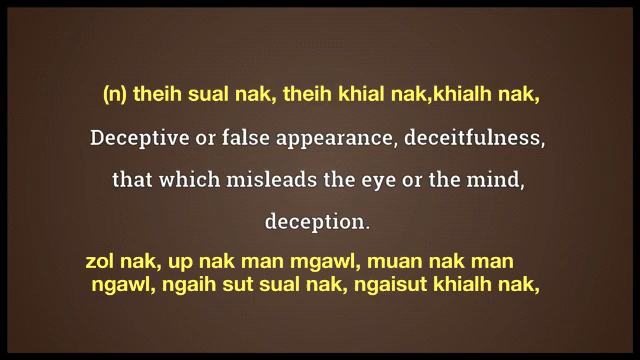 (n) theih sual nak, theih khial nak,khialh nak,
Deceptive or false appearance, deceitfulness,
that which misleads the eye or the mind,
deception.
zol nak, up nak man mgawl, muan nak man
ngawl, ngaih sut sual nak, ngaisut khialh nak,